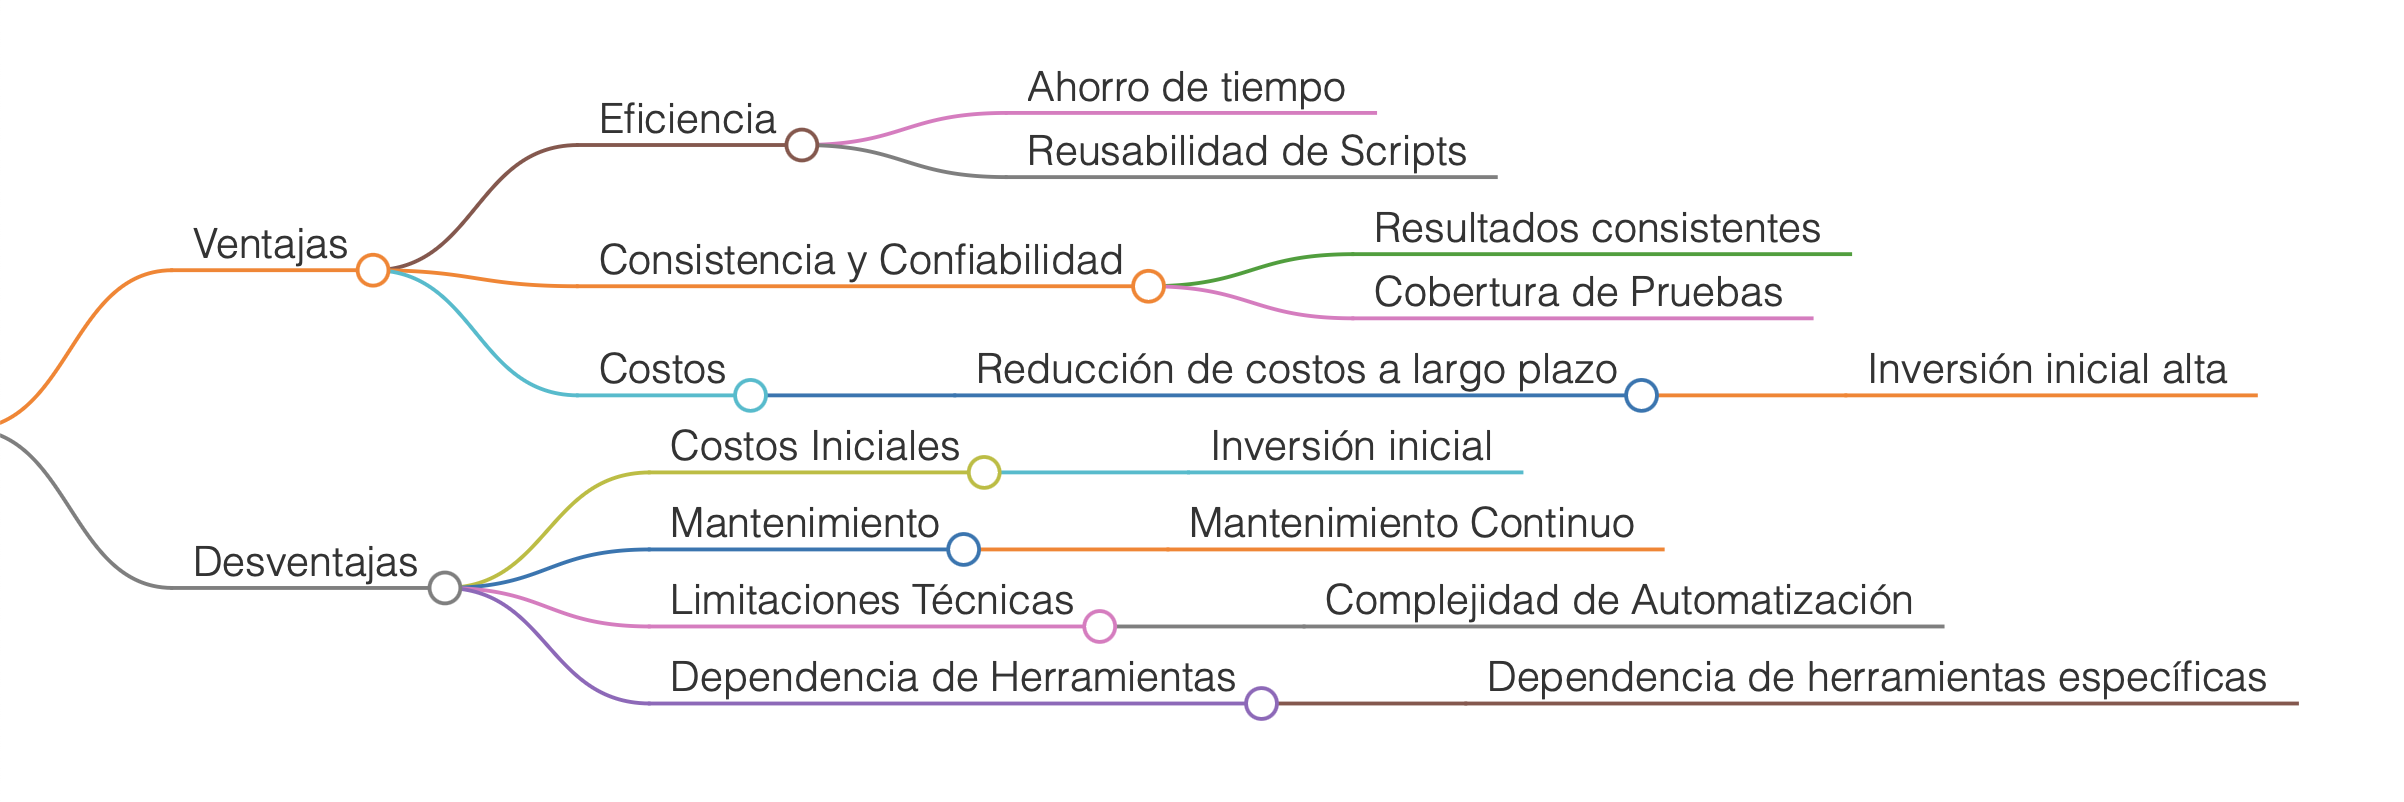 Ventajas
Eficiencia
Ahorro de tiempo
Reusabilidad de Scripts
Consistencia y Confiabilidad
Resultados consistentes
Cobertura de Pruebas
Costos
Reducción de costos a largo plazo
Inversión inicial alta
Desventajas
Costos Iniciales
Inversión inicial
Mantenimiento
Mantenimiento Continuo
Limitaciones Técnicas
Complejidad de Automatización
Dependencia de Herramientas
Dependencia de herramientas específicas